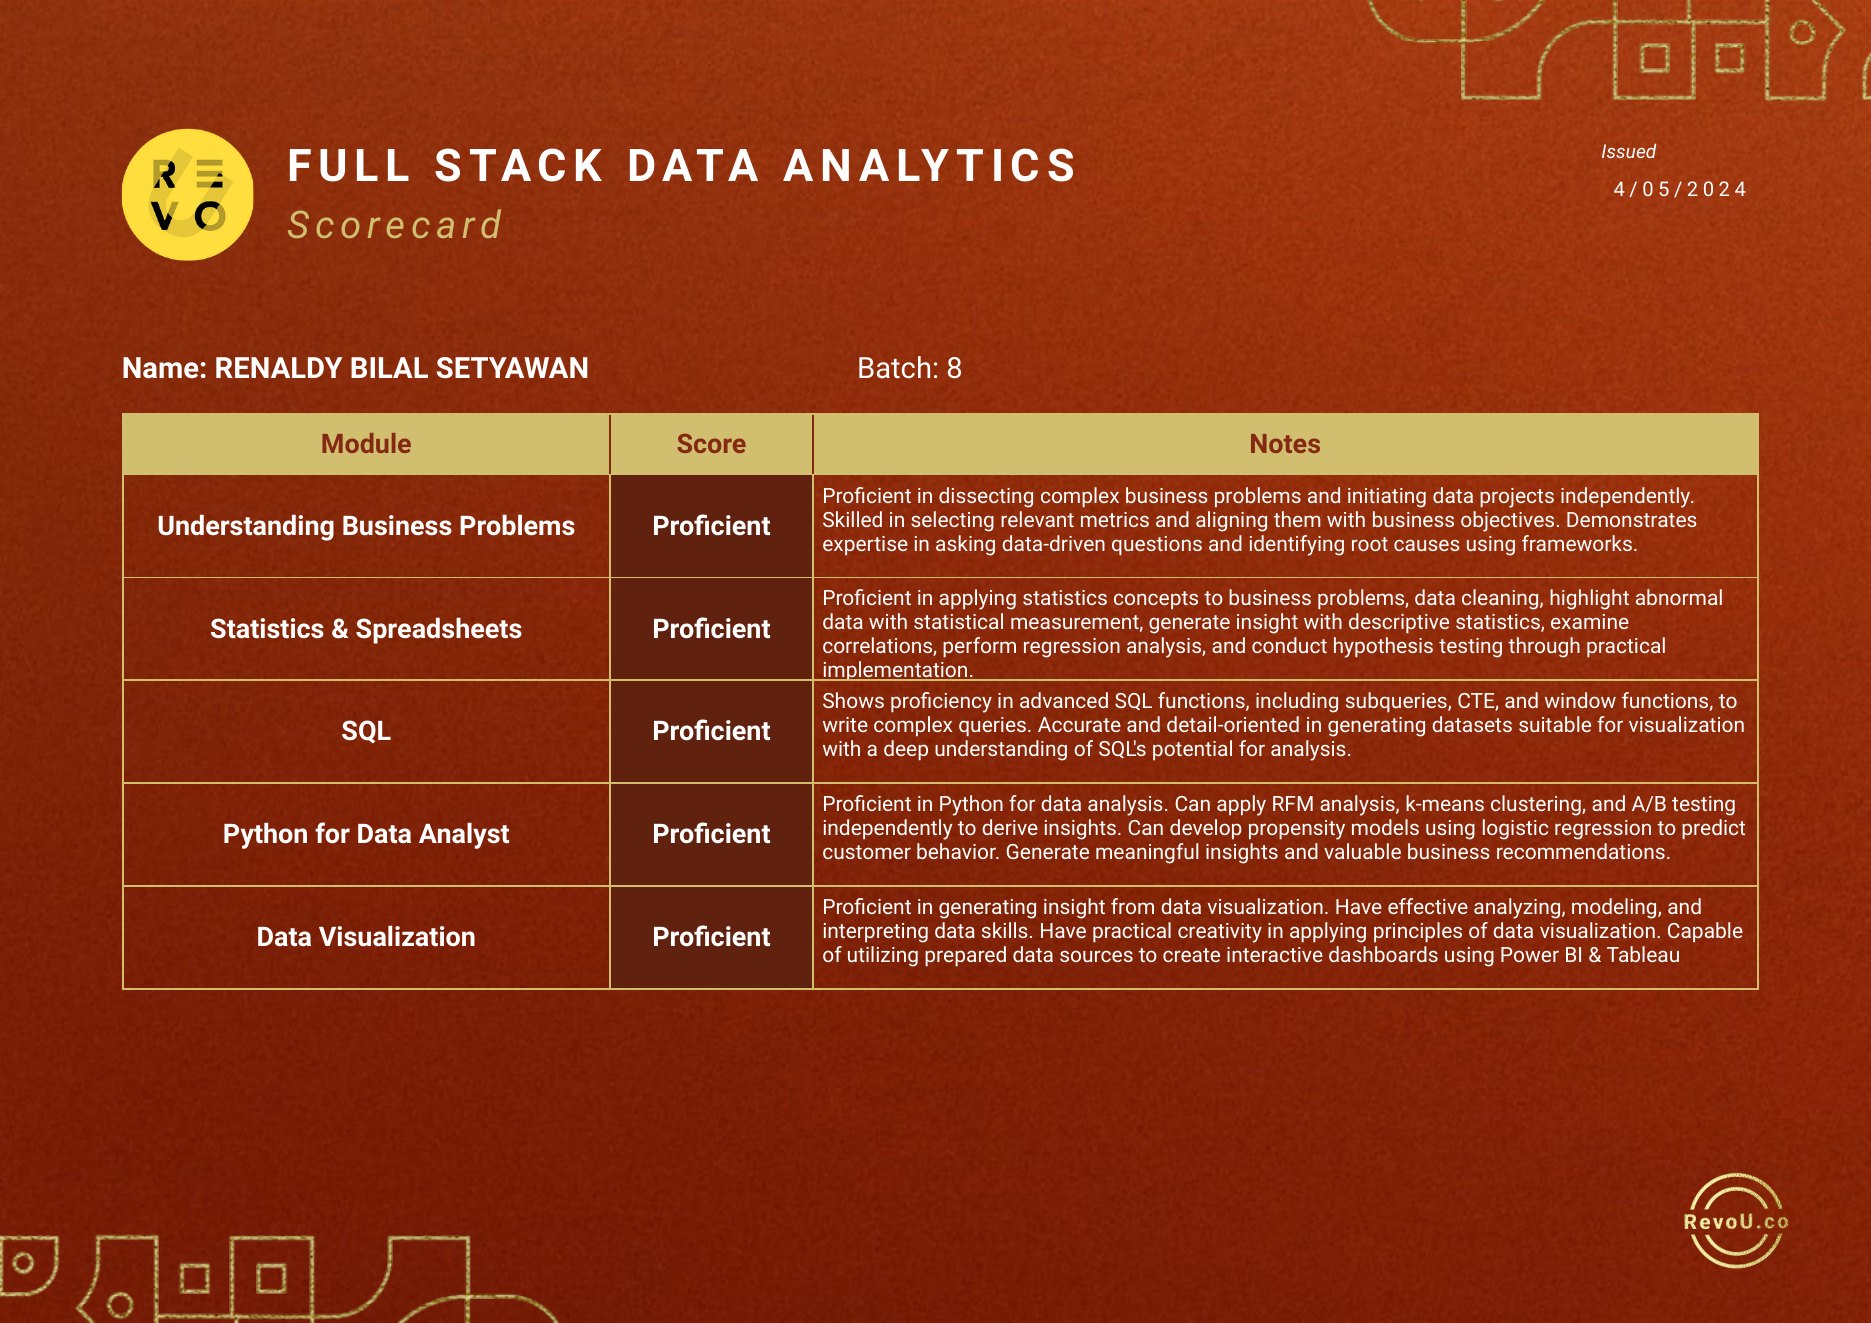 RE
VO
FULL STACK DATA ANALYTICS
Scorecard
Issued
4/05/2024
Name: RENALDY BILAL SETYAWAN
Batch: 8
Module
Score
Notes
Understanding Business Problems
Proficient
Proficient in dissecting complex business problems and initiating data projects independently.
Skilled in selecting relevant metrics and aligning them with business objectives. Demonstrates
expertise in asking data-driven questions and identifying root causes using frameworks.
Statistics & Spreadsheets
Proficient
Proficient in applying statistics concepts to business problems, data cleaning, highlight abnormal
data with statistical measurement, generate insight with descriptive statistics, examine
correlations, perform regression analysis, and conduct hypothesis testing through practical
implementation.
SQL
Proficient
Shows proficiency in advanced SQL functions, including subqueries, CTE, and window functions, to
write complex queries. Accurate and detail-oriented in generating datasets suitable for visualization
with a deep understanding of SQL's potential for analysis.
Python for Data Analyst
Proficient
Proficient in Python for data analysis. Can apply RFM analysis, k-means clustering, and A/B testing
independently to derive insights. Can develop propensity models using logistic regression to predict
customer behavior. Generate meaningful insights and valuable business recommendations.
Data Visualization
Proficient
Proficient in generating insight from data visualization. Have effective analyzing, modeling, and
interpreting data skills. Have practical creativity in applying principles of data visualization. Capable
of utilizing prepared data sources to create interactive dashboards using Power BI & Tableau
RevoU.co